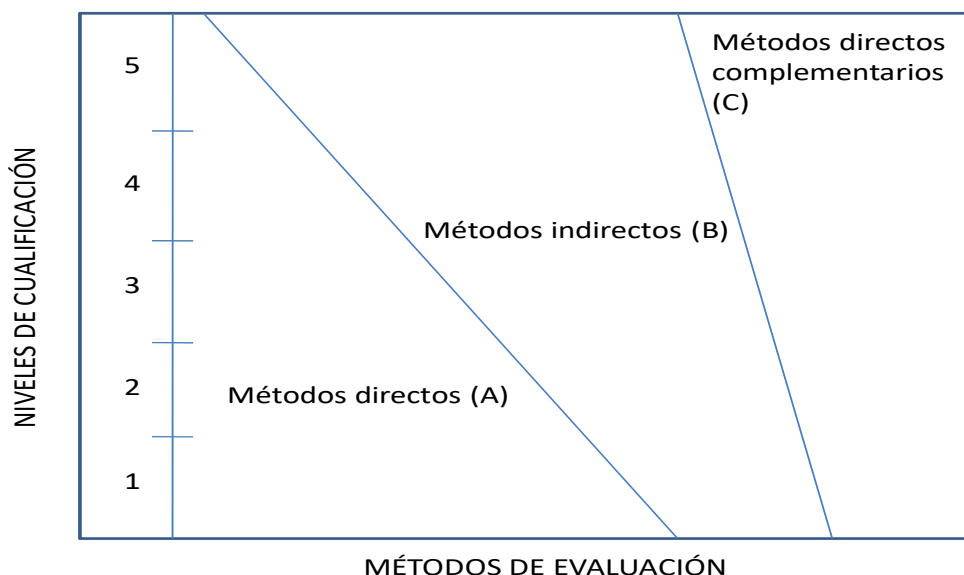 NIVELES DE CUALIFICACIÓN
5
4
3
2
1
Métodos directos
complementarios
(C)
Métodos indirectos (B)
Métodos directos (A)
MÉTODOS DE EVALUACIÓN